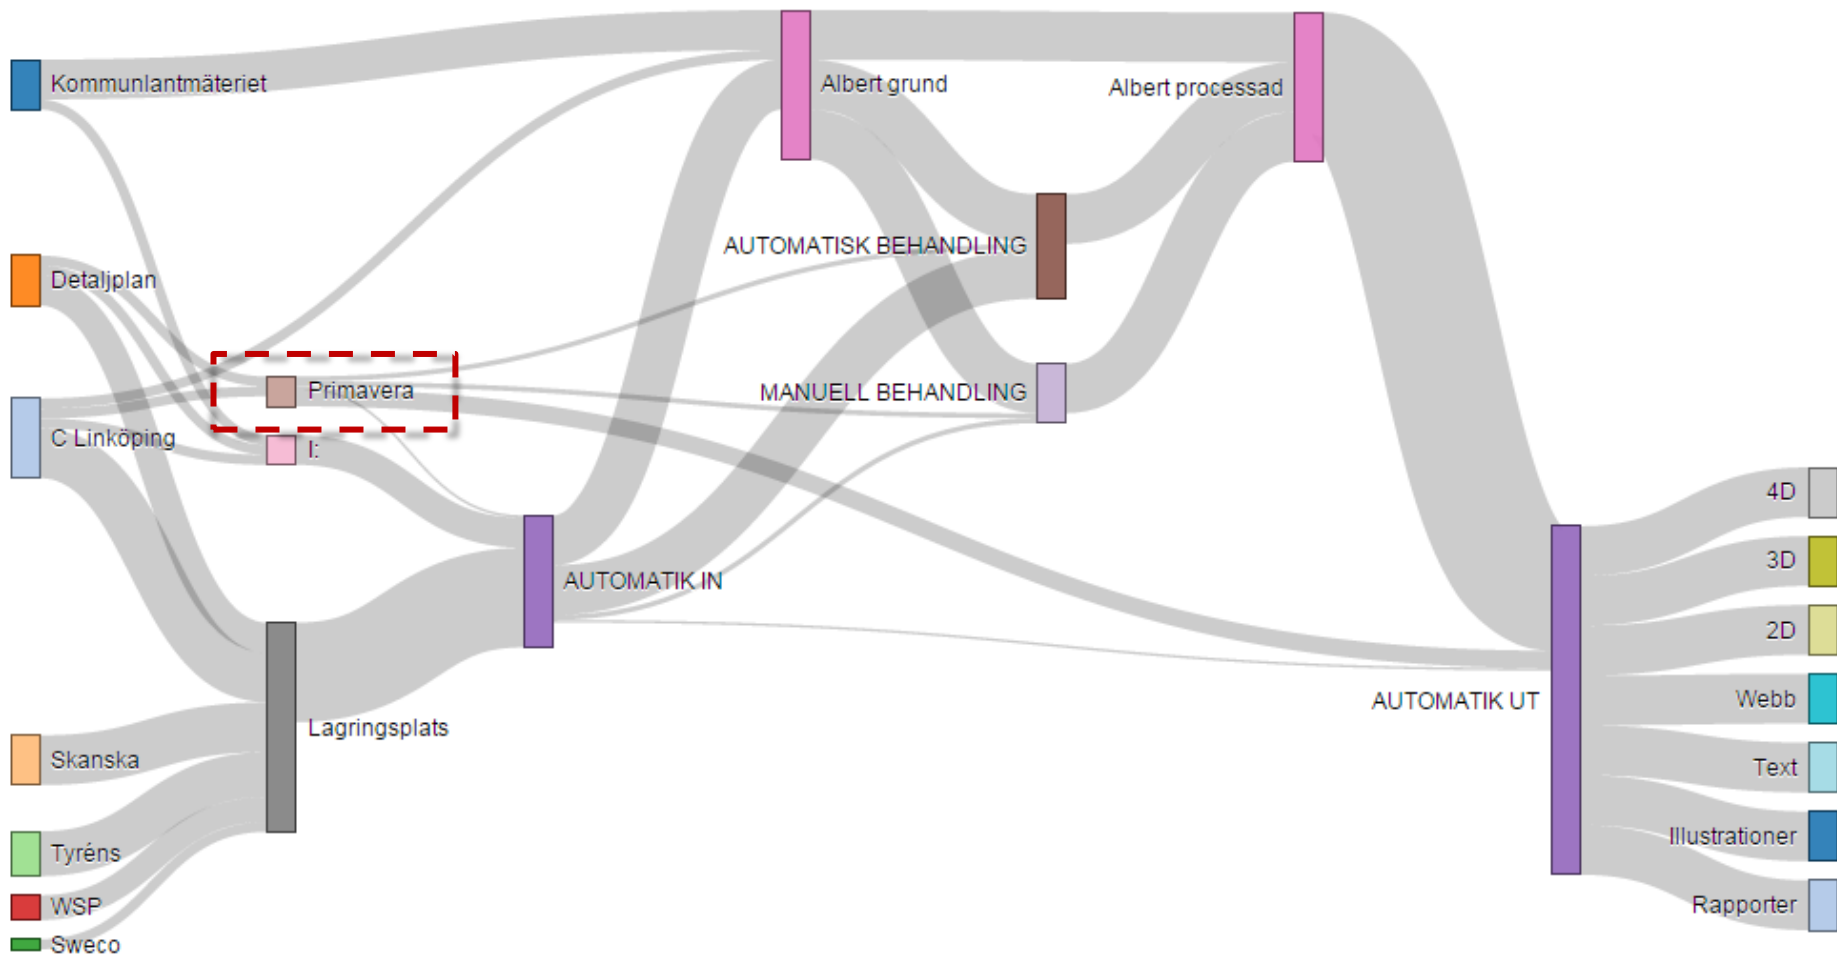 Kommunlantmäteriet
Albert grund
Albert processad
AUTOMATISK BEHANDLING
Detaljplan
Primavera
MANUELL BEHANDLING
C Linköping
I:
4D
3D
AUTOMATIK IN
2D
AUTOMATIK UT
Webb
Lagringsplats
Skanska
Text
Illustrationer
Tyréns
WSP
Rapporter
Sweco